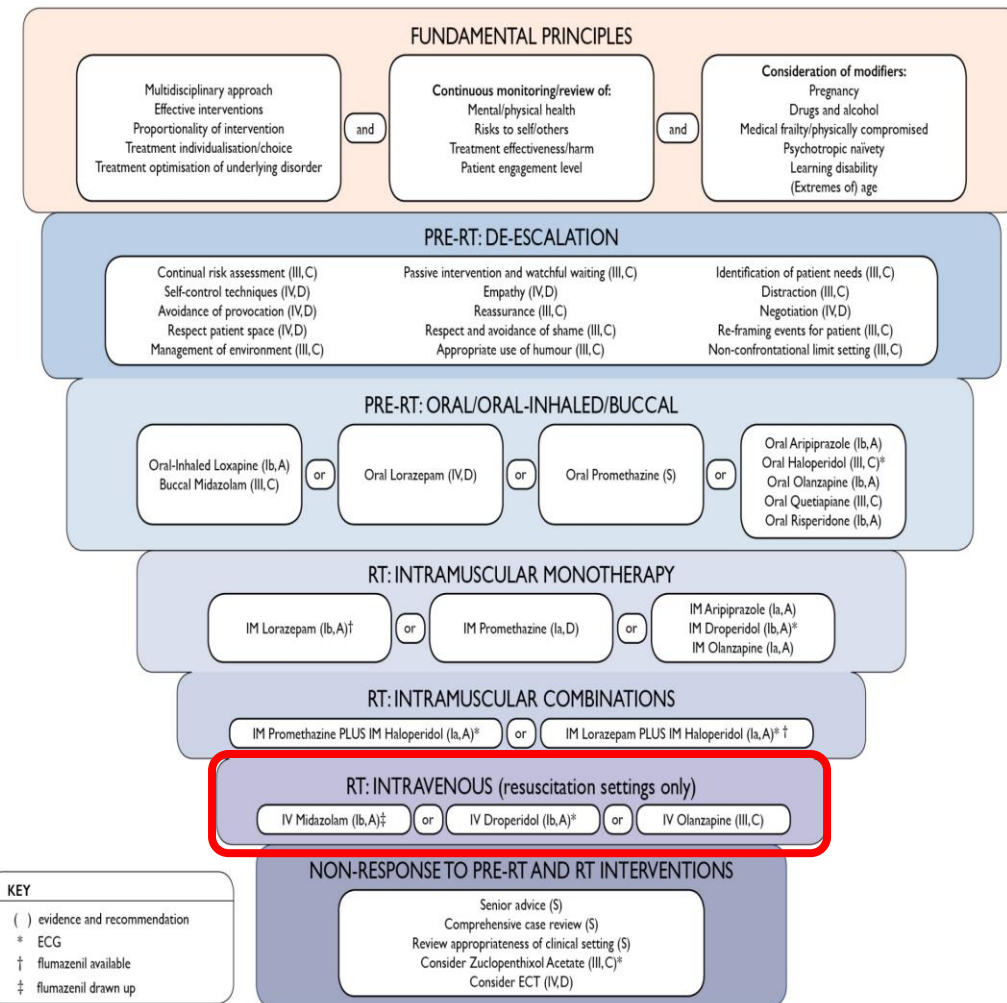 FUNDAMENTAL PRINCIPLES
Multidisciplinary approach
Effective interventions
Proportionality of intervention
Treatment individualisation/choice
Treatment optimisation of underlying disorder
and
Continuous monitoring/review of:
Mental/physical health
Risks to self/others
Treatment effectiveness/harm
Patient engagement level
and
Consideration of modifiers:
Pregnancy
Drugs and alcohol
Medical frailty/physically compromised
Psychotropic naïvety
Learning disability
(Extremes of) age
PRE-RT: DE-ESCALATION
Continual risk assessment (III,C)
Self-control techniques (IV,D)
Avoidance of provocation (IV,D)
Respect patient space (IV,D)
Management of environment (III,C)
Passive intervention and watchful waiting (III,C)
Empathy (IV,D)
Reassurance (III,C)
Respect and avoidance of shame (III,C)
Appropriate use of humour (III,C)
Identification of patient needs (III,C)
Distraction (III,C)
Negotiation (IV,D)
Re-framing events for patient (III,C)
Non-confrontational limit setting (III,C)
PRE-RT: ORAL/ORAL-INHALED/BUCCAL
Oral-Inhaled Loxapine (Ib,A)
Buccal Midazolam (III,C)
or
Oral Lorazepam (IV,D)
or
Oral Promethazine (S)
or
Oral Aripiprazole (Ib,A)
Oral Haloperidol (III,C)*
Oral Olanzapine (Ib,A)
Oral Quetiapiane (III,C)
Oral Risperidone (Ib,A)
RT: INTRAMUSCULAR MONOTHERAPY
IM Lorazepam (Ib,A)†
or
IM Promethazine (Ia,D)
or
IM Aripiprazole (Ia,A)
IM Droperidol (Ib,A)*
IM Olanzapine (Ia,A)
RT: INTRAMUSCULAR COMBINATIONS
IM Promethazine PLUS IM Haloperidol (Ia,A)*
or
IM Lorazepam PLUS IM Haloperidol (Ia,A)* †
RT: INTRAVENOUS (resuscitation settings only)
IV Midazolam (Ib,A)‡
or
IV Droperidol (Ib,A)*
or
IV Olanzapine (III,C)
NON-RESPONSE TO PRE-RT AND RT INTERVENTIONS
Senior advice (S)
Comprehensive case review (S)
Review appropriateness of clinical setting (S)
Consider Zuclopenthixol Acetate (III,C)*
Consider ECT (IV,D)
KEY
( ) evidence and recommendation
* ECG
† flumazenil available
‡ flumazenil drawn up